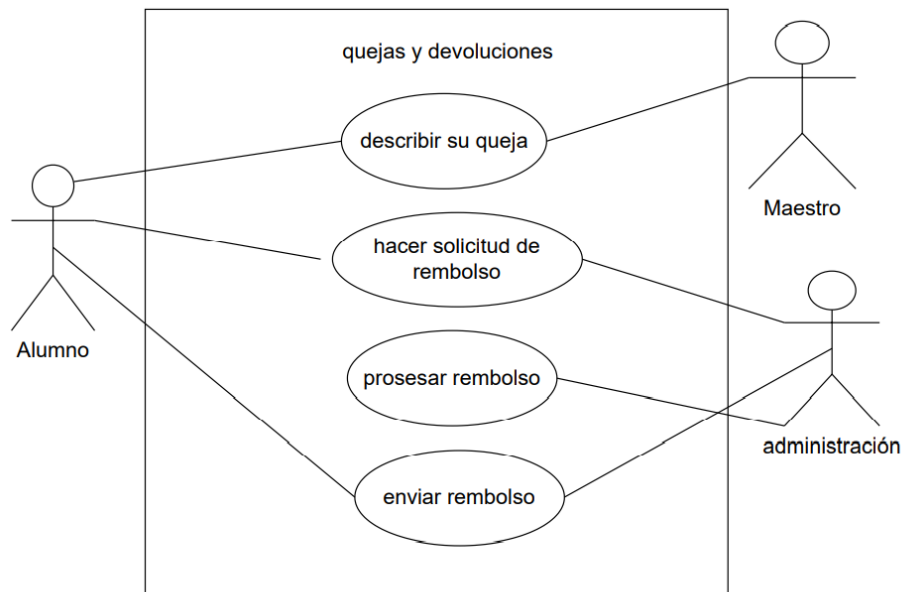 quejas y devoluciones
describir su queja
Maestro
hacer solicitud de
rembolso
Alumno
prosesar rembolso
administración
enviar rembolso